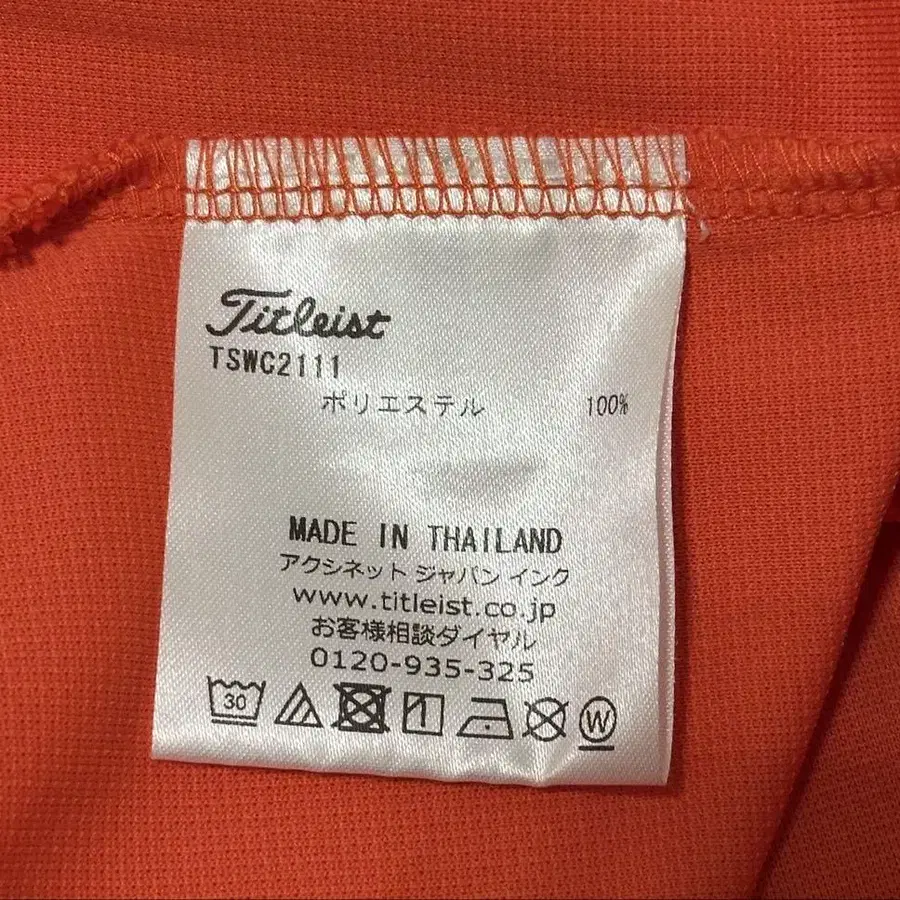 Titleist
TSWC2111
ポリエステル 100%
MADE IN THAILAND
アクシネット ジャパン インク
www.titleist.co.jp
お客様相談ダイヤル
0120-935-325
30 W